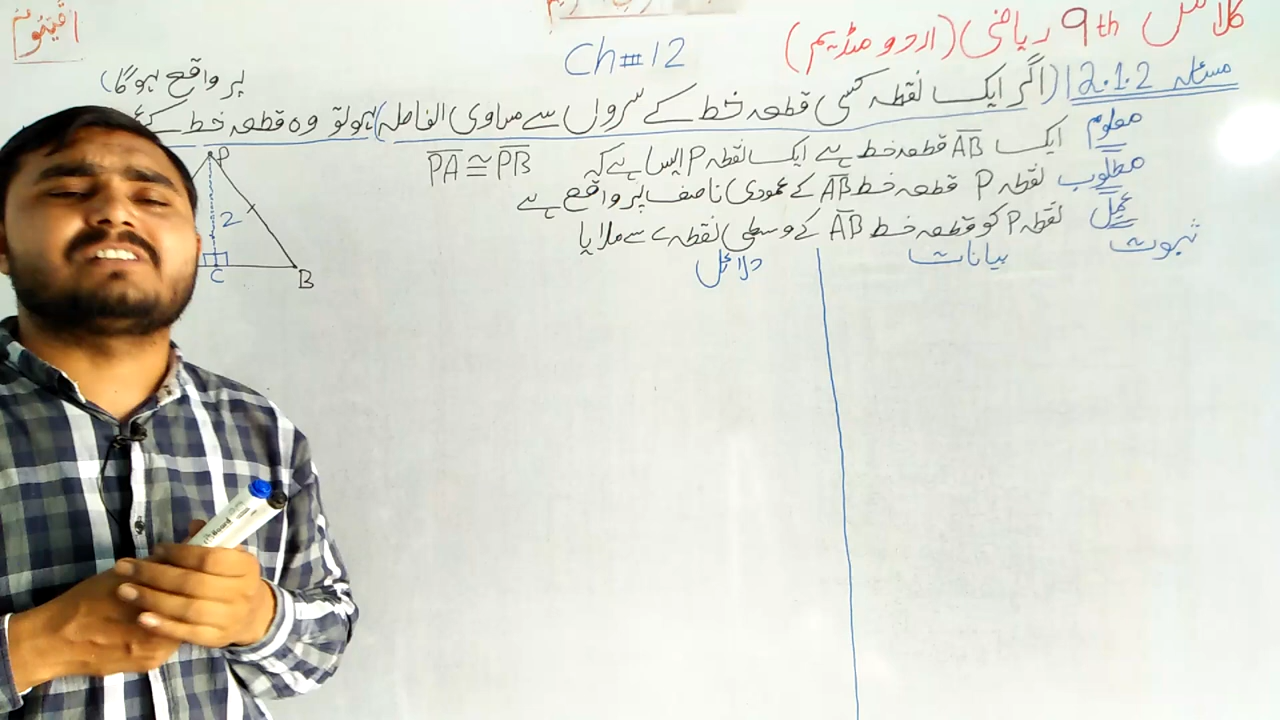 کلاس 9th ریاضی (اردو میڈیم)
Ch#12
پر واقع ہوگا)
مسئلہ 12.1.2 (اگر ایک نقطہ کسی قطعہ خط کے سروں سے مساوی الفاصلہ ہو تو وہ قطعہ خط کے
معلوم ایک AB قطعہ خط ہے ایک نقطہ P ایسا ہے کہ PA ≅ PB
مطلوب نقطہ P قطعہ خط AB کے عمودی ناصف پر واقع ہے
عمل نقطہ P کو قطعہ خط AB کے وسطی نقطہ c سے ملایا
ثبوت بیانات دلائل
P
2
C
B